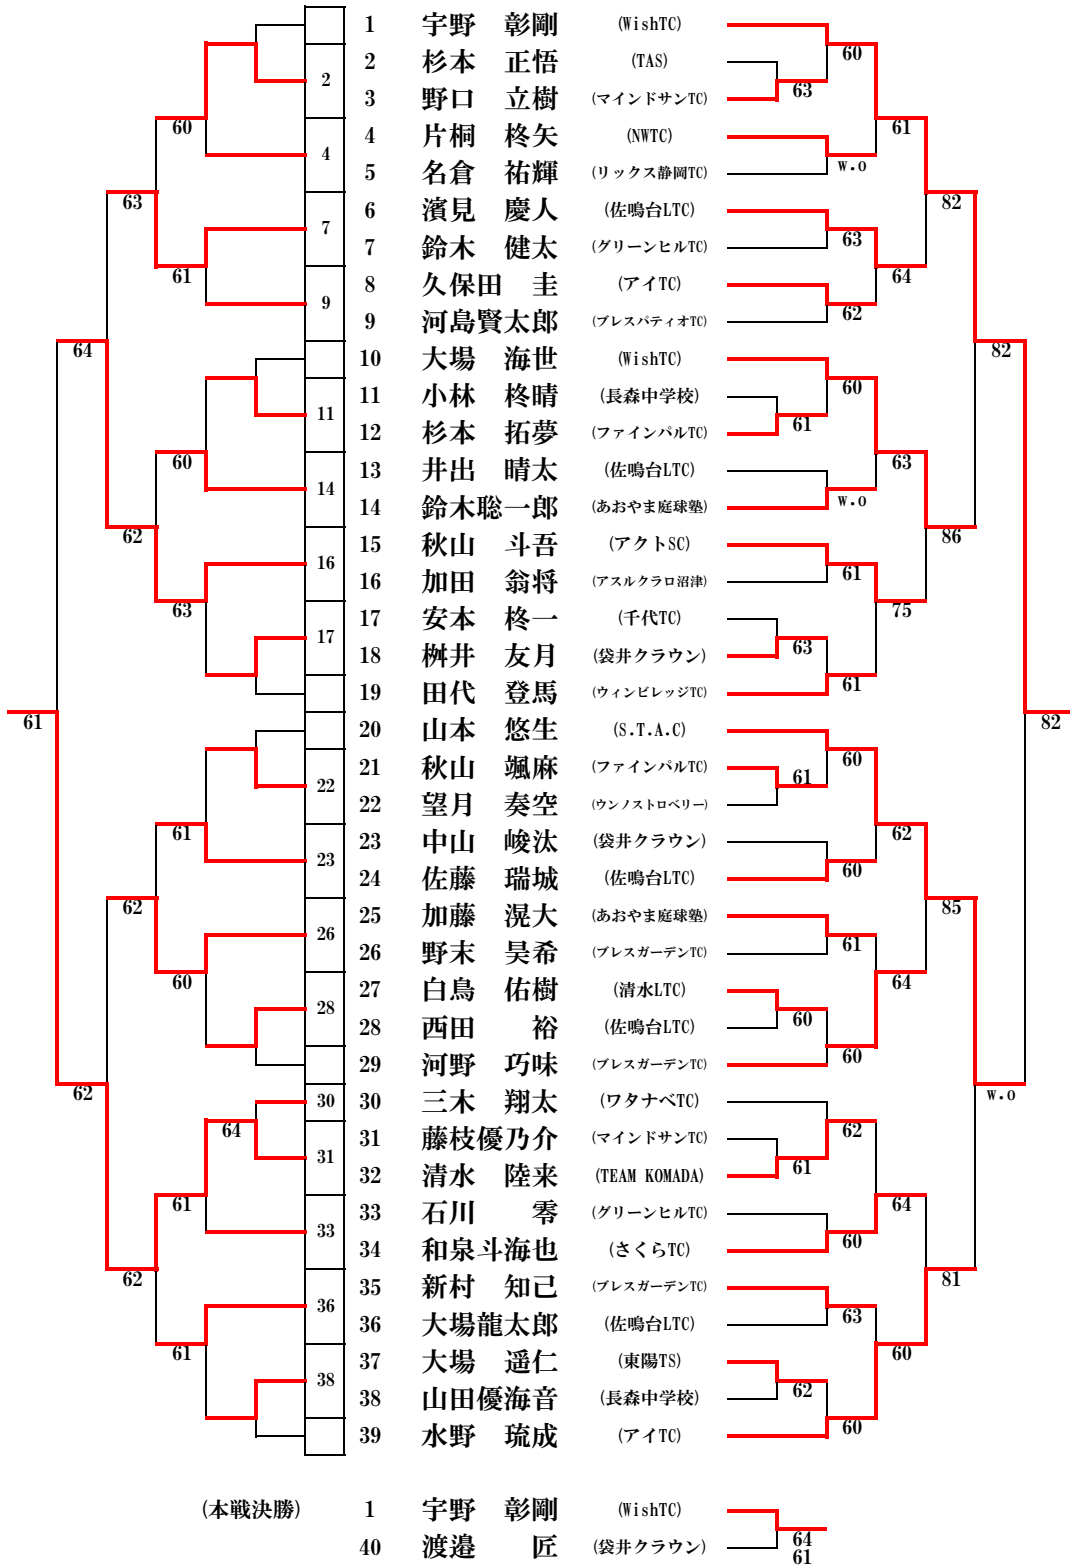 1 宇野 彰剛 (WishTC)
60
2 杉本 正悟 (TAS)
2
63
3 野口 立樹 (マインドサンTC)
60
61
4 片桐 柊矢 (NWTC)
4
w.o
5 名倉 祐輝 (リックス静岡TC)
63
82
6 濱見 慶人 (佐鳴台LTC)
7
63
7 鈴木 健太 (グリーンヒルTC)
61
64
8 久保田 圭 (アイTC)
9
62
9 河島賢太郎 (ブレスパティオTC)
64
82
10 大場 海世 (WishTC)
60
11 小林 柊晴 (長森中学校)
11
61
12 杉本 拓夢 (ファインパルTC)
60
63
13 井出 晴太 (佐鳴台LTC)
14
w.o
14 鈴木聡一郎 (あおやま庭球塾)
62
86
15 秋山 斗吾 (アクトSC)
16
61
16 加田 翁将 (アスルクラロ沼津)
63
75
17 安本 柊一 (千代TC)
17
63
18 桝井 友月 (袋井クラウン)
61
19 田代 登馬 (ウィンビレッジTC)
61
82
20 山本 悠生 (S.T.A.C)
60
21 秋山 颯麻 (ファインパルTC)
22
61
22 望月 奏空 (ウンノストロベリー)
61
62
23 中山 峻汰 (袋井クラウン)
23
60
24 佐藤 瑞城 (佐鳴台LTC)
62
85
25 加藤 滉大 (あおやま庭球塾)
26
61
26 野末 昊希 (ブレスガーデンTC)
60
64
27 白鳥 佑樹 (清水LTC)
28
60
28 西田 裕 (佐鳴台LTC)
60
29 河野 巧味 (ブレスガーデンTC)
62
w.o
30
30 三木 翔太 (ワタナベTC)
64
62
31 藤枝優乃介 (マインドサンTC)
31
61
32 清水 陸来 (TEAM KOMADA)
61
64
33 石川 零 (グリーンヒルTC)
33
60
34 和泉斗海也 (さくらTC)
62
81
35 新村 知己 (ブレスガーデンTC)
36
63
36 大場龍太郎 (佐鳴台LTC)
61
60
37 大場 遥仁 (東陽TS)
38
62
38 山田優海音 (長森中学校)
60
39 水野 琉成 (アイTC)
(本戦決勝) 1 宇野 彰剛 (WishTC)
64
40 渡邉 匠 (袋井クラウン)
61